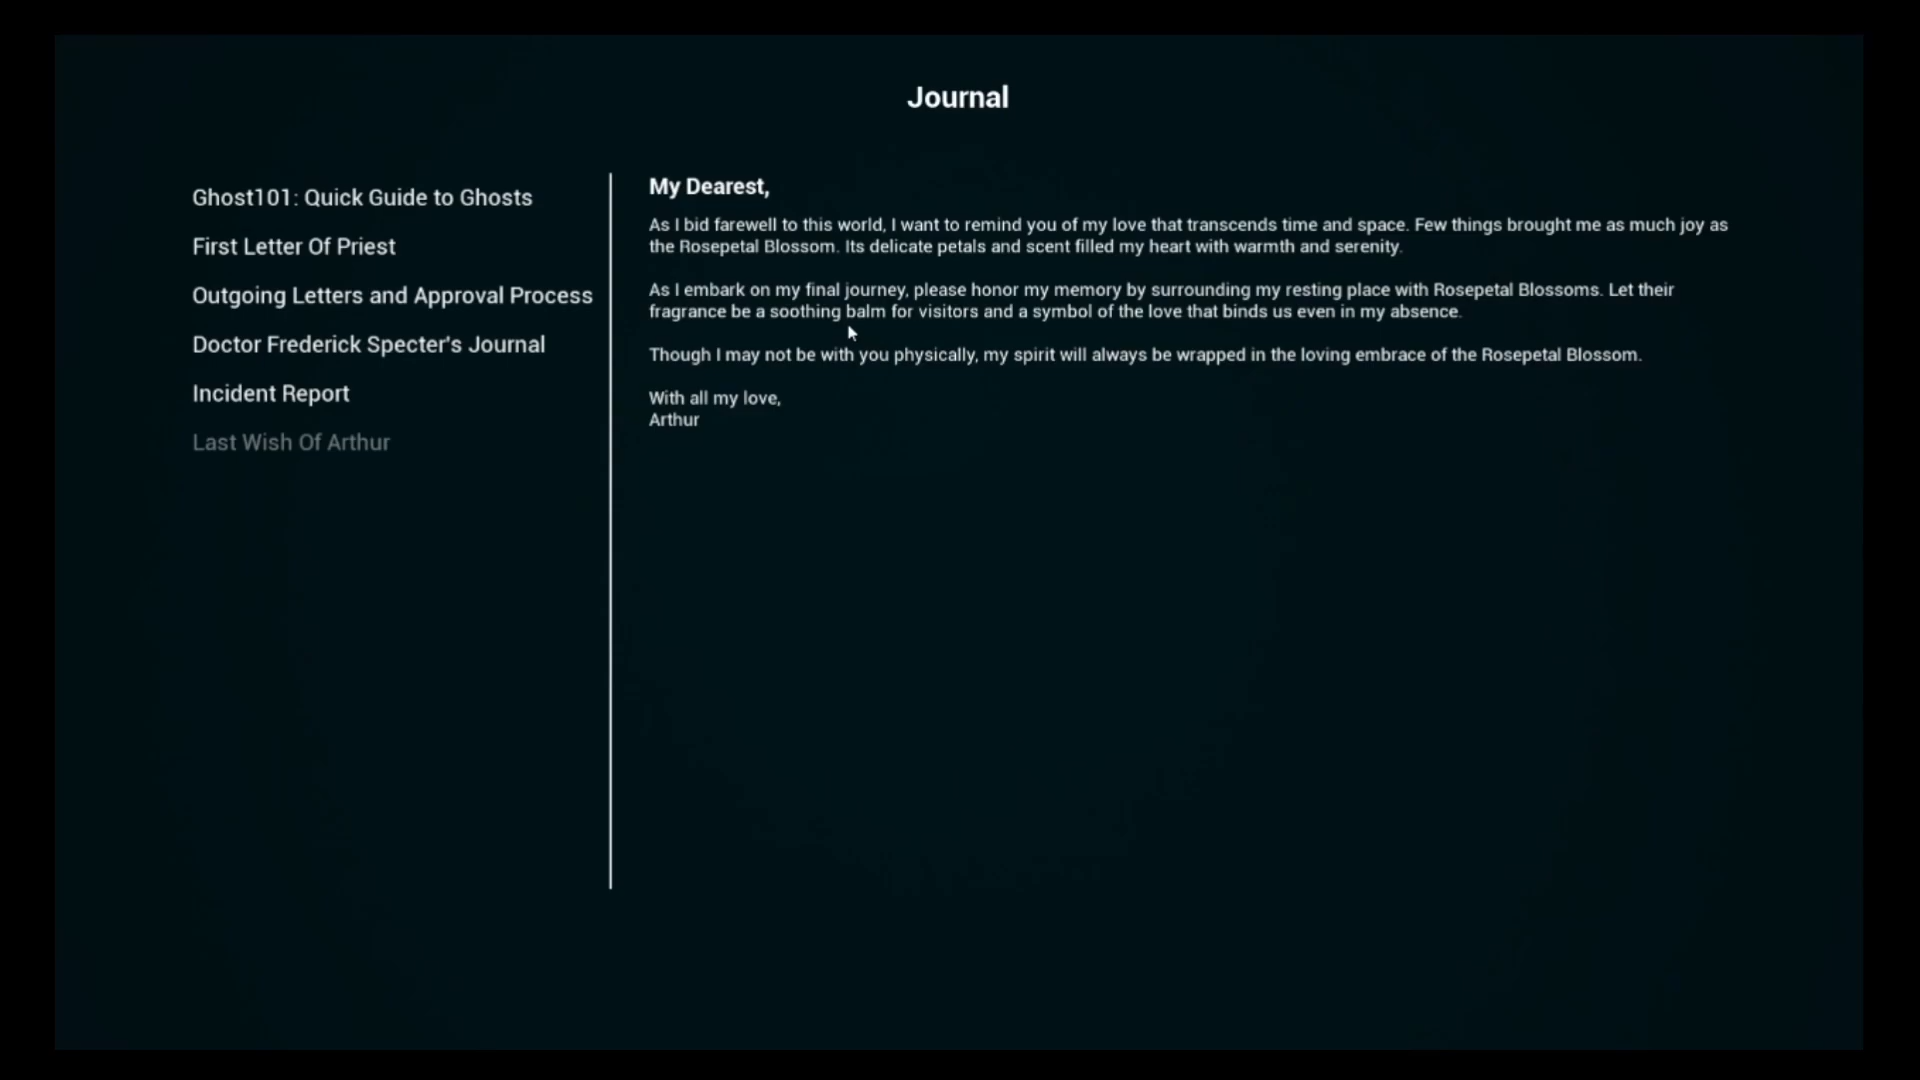 Journal
Ghost101: Quick Guide to Ghosts
First Letter Of Priest
Outgoing Letters and Approval Process
Doctor Frederick Specter's Journal
Incident Report
Last Wish Of Arthur
My Dearest,
As I bid farewell to this world, I want to remind you of my love that transcends time and space. Few things brought me as much joy as
the Rosepetal Blossom. Its delicate petals and scent filled my heart with warmth and serenity.
As I embark on my final journey, please honor my memory by surrounding my resting place with Rosepetal Blossoms. Let their
fragrance be a soothing balm for visitors and a symbol of the love that binds us even in my absence.
Though I may not be with you physically, my spirit will always be wrapped in the loving embrace of the Rosepetal Blossom.
With all my love,
Arthur